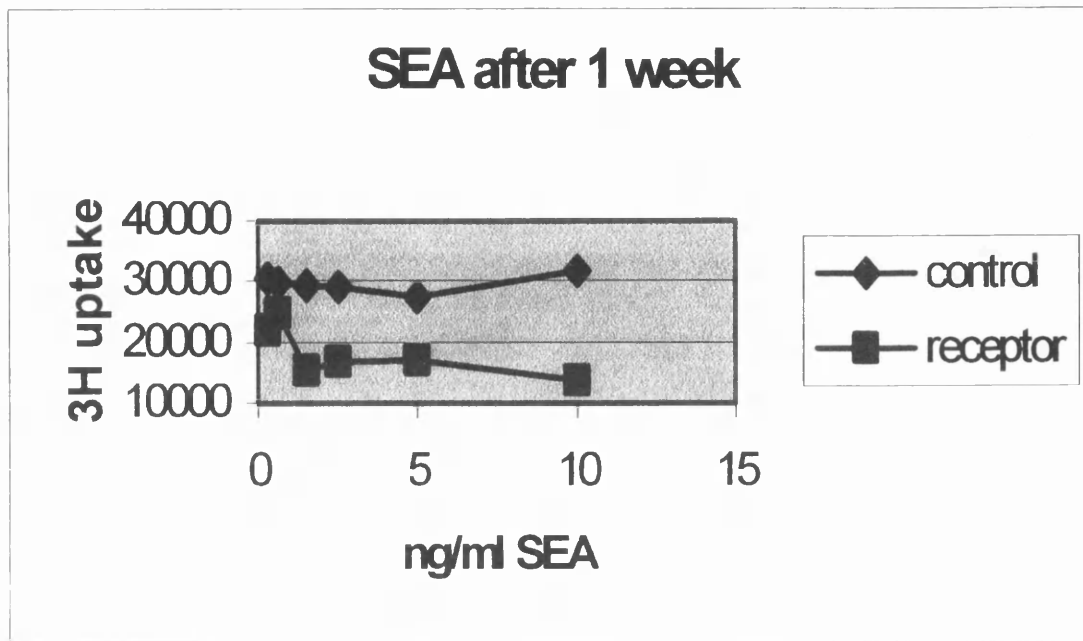 SEA after 1 week
3H uptake
40000
30000
20000
10000
0 5 10 15
ng/ml SEA
control
receptor